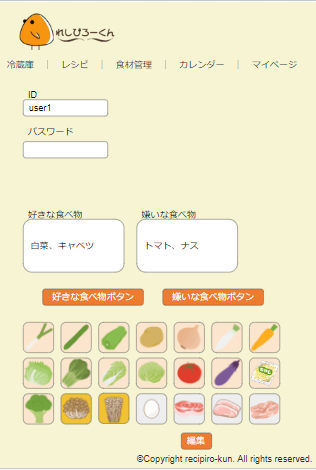 れしぴろーくん
冷蔵庫 | レシピ | 食材管理 | カレンダー | マイページ
ID
user1
パスワード
好きな食べ物 嫌いな食べ物
白菜、キャベツ トマト、ナス
好きな食べ物ボタン 嫌いな食べ物ボタン
編集
©Copyright recipiro-kun. All rights reserved.